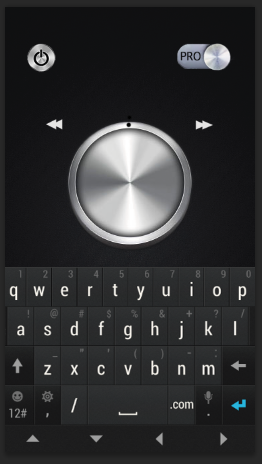 PRO
1 2 3 4 5 6 7 8 9 0
q w e r t y u i o p
! @ # $ % & + ? /
a s d f g h j k l
_ " ' ( ) - : ;
z x c v b n m
12# , / .com .